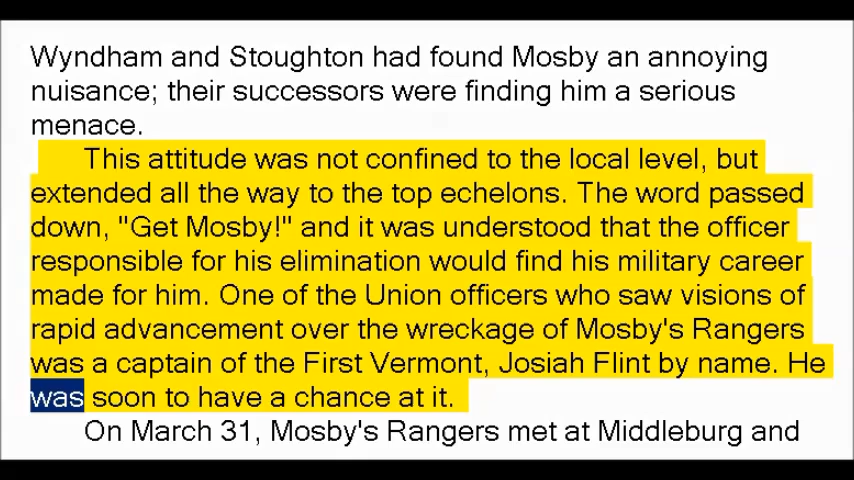 Wyndham and Stoughton had found Mosby an annoying
nuisance; their successors were finding him a serious
menace.
This attitude was not confined to the local level, but
extended all the way to the top echelons. The word passed
down, "Get Mosby!" and it was understood that the officer
responsible for his elimination would find his military career
made for him. One of the Union officers who saw visions of
rapid advancement over the wreckage of Mosby's Rangers
was a captain of the First Vermont, Josiah Flint by name. He
was soon to have a chance at it.
On March 31, Mosby's Rangers met at Middleburg and